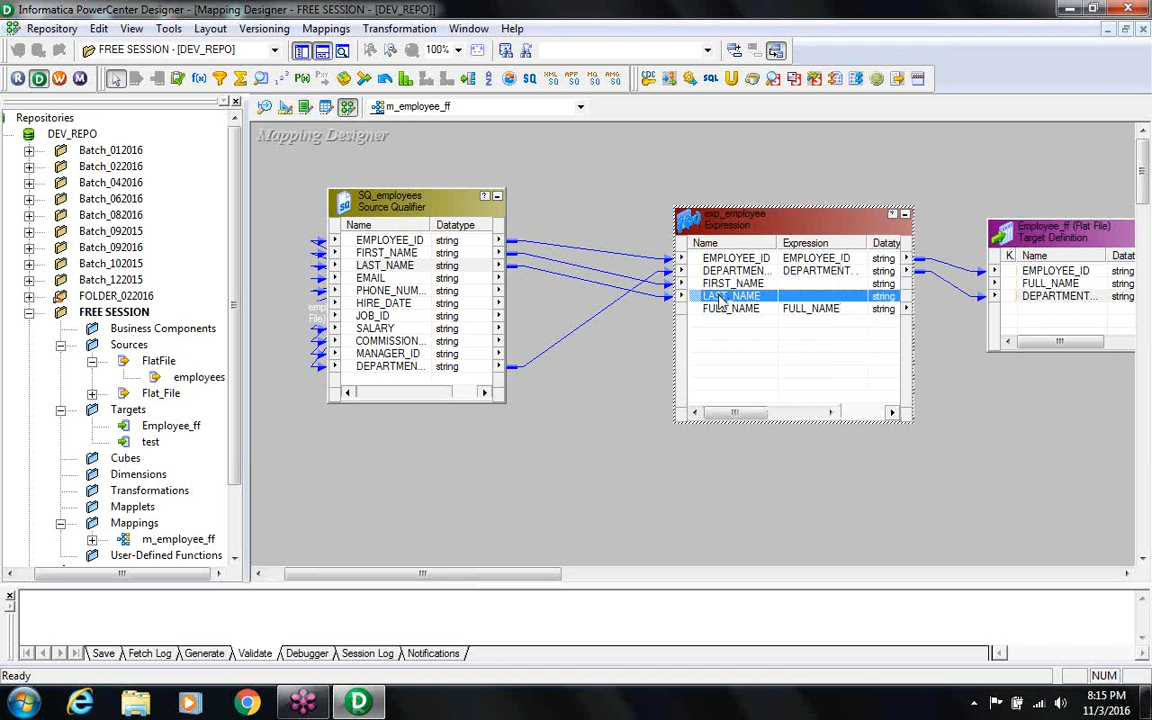 Informatica PowerCenter Designer - [Mapping Designer - FREE SESSION - [DEV_REPO]]
Repository Edit View Tools Layout Versioning Mappings Transformation Window Help
FREE SESSION - [DEV_REPO] 100%
m_employee_ff
Repositories
DEV_REPO
Batch_012016
Batch_022016
Batch_042016
Batch_062016
Batch_082016
Batch_092016
Batch_092016
Batch_102015
Batch_122015
FOLDER_022016
FREE SESSION
Business Components
Sources
FlatFile
employees
Flat_File
Targets
Employee_ff
test
Cubes
Dimensions
Transformations
Mapplets
Mappings
m_employee_ff
User-Defined Functions
Mapping Designer
SQ_employees
Source Qualifier
Name Datatype
EMPLOYEE_ID string
FIRST_NAME string
LAST_NAME string
EMAIL string
PHONE_NUM... string
HIRE_DATE string
JOB_ID string
SALARY string
COMMISSION... string
MANAGER_ID string
DEPARTMEN... string
exp_employee
Expression
Name Expression Dataty
EMPLOYEE_ID EMPLOYEE_ID string
DEPARTMEN... DEPARTMENT... string
FIRST_NAME string
LAST_NAME string
FULL_NAME FULL_NAME string
Employee_ff (Flat File)
Target Definition
K. Name Datat
EMPLOYEE_ID string
FULL_NAME string
DEPARTMENT... string
Save Fetch Log Generate Validate Debugger Session Log Notifications
Ready NUM
8:15 PM
11/3/2016